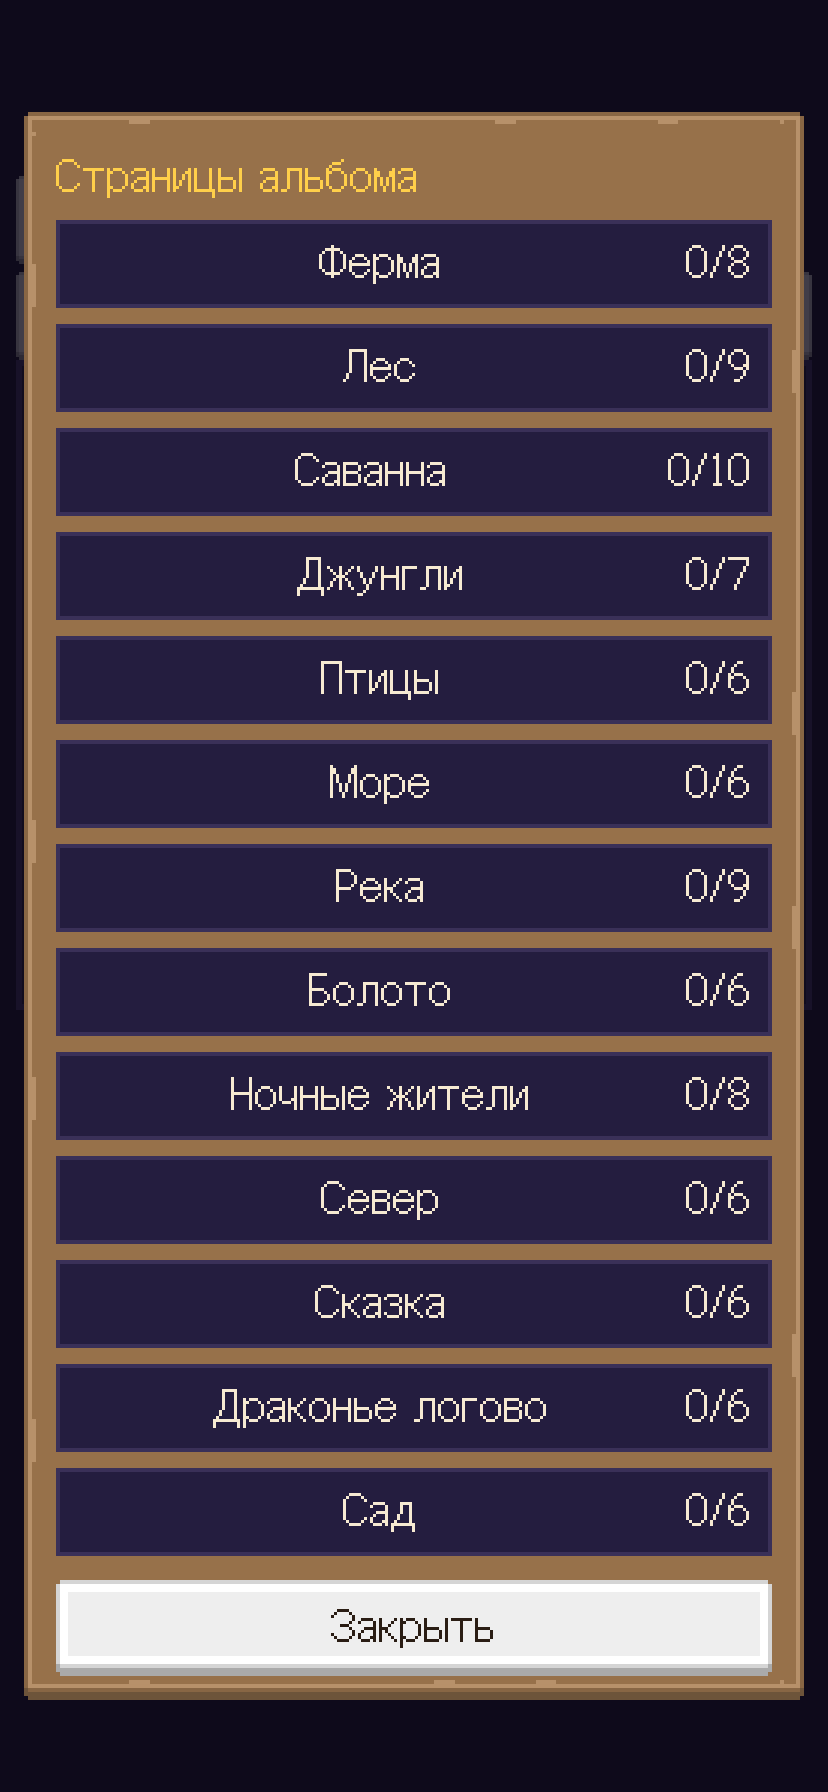 Страницы альбома
Ферма 0/8
Лес 0/9
Саванна 0/10
Джунгли 0/7
Птицы 0/6
Море 0/6
Река 0/9
Болото 0/6
Ночные жители 0/8
Север 0/6
Сказка 0/6
Драконье логово 0/6
Сад 0/6
Закрыть